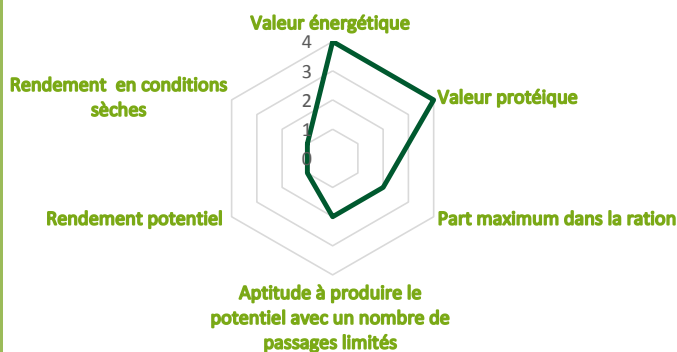 Valeur énergétique
4
3
2
1
0
Rendement en conditions
sèches
Valeur protéique
Rendement potentiel
Part maximum dans la ration
Aptitude à produire le
potentiel avec un nombre de
passages limités